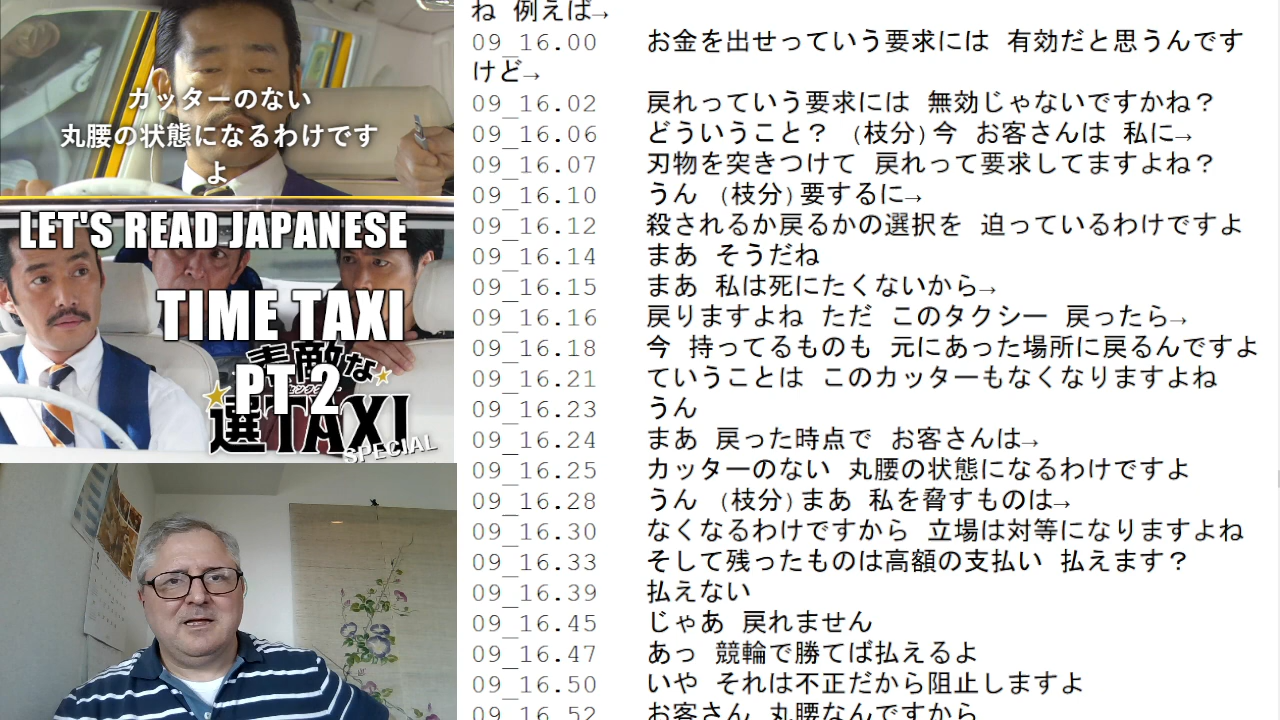 カッターのない
丸腰の状態になるわけです
よ
LET'S READ JAPANESE
TIME TAXI
PT 2
素敵な
選TAXI
SPECIAL
ね 例えば→
09_16.00 お金を出せっていう要求には 有効だと思うんです
けど→
09_16.02 戻れっていう要求には 無効じゃないですかね？
09_16.06 どういうこと？ (枝分)今 お客さんは 私に→
09_16.07 刃物を突きつけて 戻れって要求してますよね？
09_16.10 うん (枝分)要するに→
09_16.12 殺されるか戻るかの選択を 迫っているわけですよ
09_16.14 まあ そうだね
09_16.15 まあ 私は死にたくないから→
09_16.16 戻りますよね ただ このタクシー 戻ったら→
09_16.18 今 持ってるものも 元にあった場所に戻るんですよ
09_16.21 ていうことは このカッターもなくなりますよね
09_16.23 うん
09_16.24 まあ 戻った時点で お客さんは→
09_16.25 カッターのない 丸腰の状態になるわけですよ
09_16.28 うん (枝分)まあ 私を脅すものは→
09_16.30 なくなるわけですから 立場は対等になりますよね
09_16.33 そして残ったものは高額の支払い 払えます？
09_16.39 払えない
09_16.45 じゃあ 戻れません
09_16.47 あっ 競輪で勝てば払えるよ
09_16.50 いや それは不正だから阻止しますよ
09_16.52 お客さん 丸腰なんですから